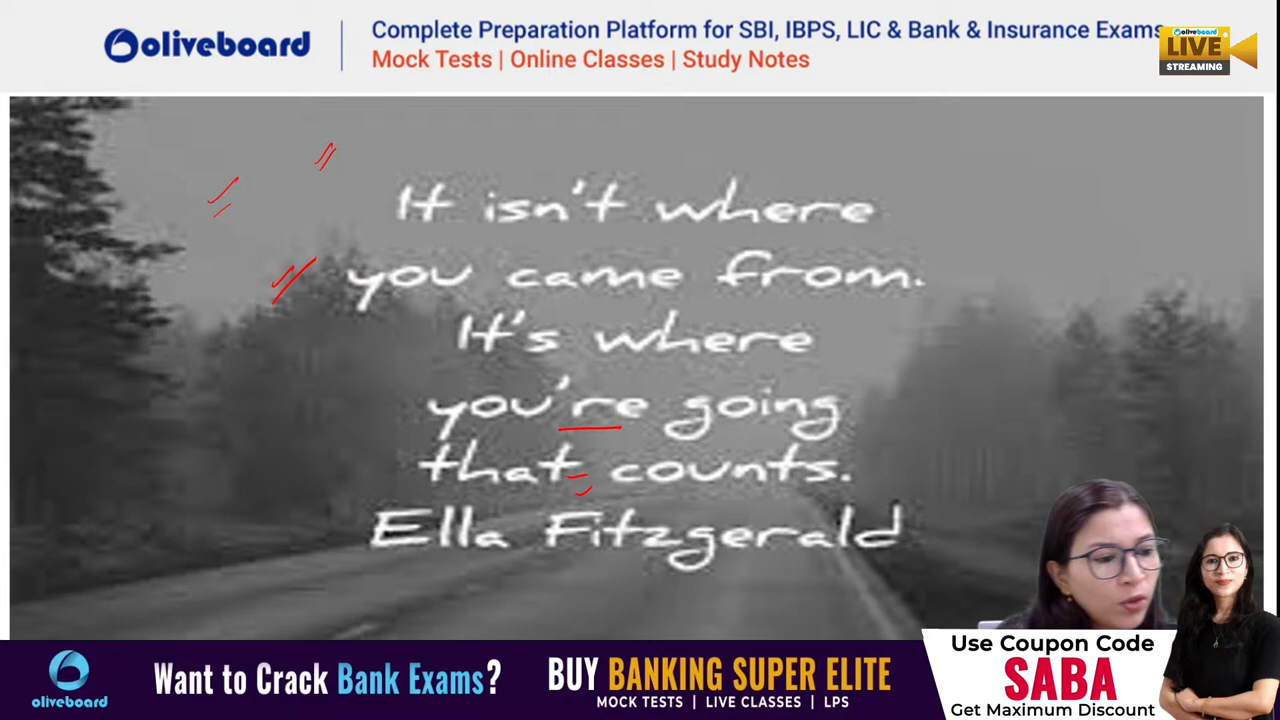 oliveboard
Complete Preparation Platform for SBI, IBPS, LIC & Bank & Insurance Exams
Mock Tests | Online Classes | Study Notes
oliveboard
LIVE
STREAMING
It isn't where
you came from.
It's where
you're going
that counts.
Ella Fitzgerald
oliveboard
Want to Crack Bank Exams?
BUY BANKING SUPER ELITE
MOCK TESTS | LIVE CLASSES | LPS
Use Coupon Code
SABA
Get Maximum Discount